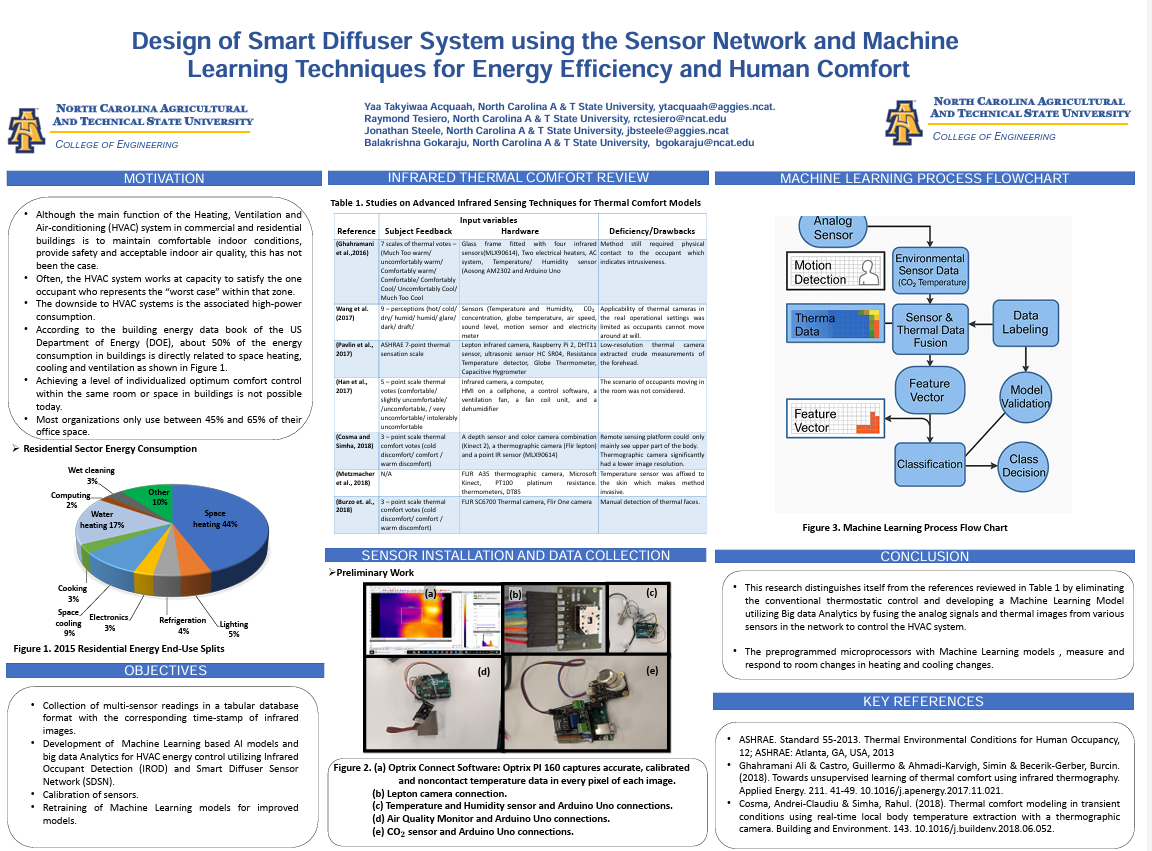 Design of Smart Diffuser System using the Sensor Network and Machine
Learning Techniques for Energy Efficiency and Human Comfort
NORTH CAROLINA AGRICULTURAL
AND TECHNICAL STATE UNIVERSITY
COLLEGE OF ENGINEERING
Yaa Takyiwaa Acquaah, North Carolina A & T State University, ytacquaah@aggies.ncat.
Raymond Tesiero, North Carolina A & T State University, rctesiero@ncat.edu
Jonathan Steele, North Carolina A & T State University, jbsteele@aggies.ncat
Balakrishna Gokaraju, North Carolina A & T State University, bgokaraju@ncat.edu
NORTH CAROLINA AGRICULTURAL
AND TECHNICAL STATE UNIVERSITY
COLLEGE OF ENGINEERING
MOTIVATION
• Although the main function of the Heating, Ventilation and
Air-conditioning (HVAC) system in commercial and residential
buildings is to maintain comfortable indoor conditions,
provide safety and acceptable indoor air quality, this has not
been the case.
• Often, the HVAC system works at capacity to satisfy the one
occupant who represents the "worst case" within that zone.
• The downside to HVAC systems is the associated high-power
consumption.
• According to the building energy data book of the US
Department of Energy (DOE), about 50% of the energy
consumption in buildings is directly related to space heating,
cooling and ventilation as shown in Figure 1.
• Achieving a level of individualized optimum comfort control
within the same room or space in buildings is not possible
today.
• Most organizations only use between 45% and 65% of their
office space.
➢ Residential Sector Energy Consumption
Wet cleaning
3%
Computing
2%
Other
10%
Water
heating 17%
Space
heating 44%
Cooking
3%
Space
cooling
9%
Electronics
3%
Refrigeration
4%
Lighting
5%
Figure 1. 2015 Residential Energy End-Use Splits
OBJECTIVES
• Collection of multi-sensor readings in a tabular database
format with the corresponding time-stamp of infrared
images.
• Development of Machine Learning based AI models and
big data Analytics for HVAC energy control utilizing Infrared
Occupant Detection (IROD) and Smart Diffuser Sensor
Network (SDSN).
• Calibration of sensors.
• Retraining of Machine Learning models for improved
models.
INFRARED THERMAL COMFORT REVIEW
Table 1. Studies on Advanced Infrared Sensing Techniques for Thermal Comfort Models
Input variables
Reference Subject Feedback Hardware Deficiency/Drawbacks
(Ghahramani
et al.,2016)
7 scales of thermal votes –
(Much Too warm/
uncomfortably warm/
Comfortably warm/
Comfortable/ Comfortably
Cool/ Uncomfortably Cool/
Much Too Cool
Glass frame fitted with four infrared
sensors(MLX90614), Two electrical heaters, AC
system, Temperature/ Humidity sensor
(Aosong AM2302 and Arduino Uno
Method still required physical
contact to the occupant which
indicates intrusiveness.
Wang et al.
(2017)
9 – perceptions (hot/ cold/
dry/ humid/ humid/ glare/
dark/ draft/
Sensors (Temperature and Humidity, CO2
concentration, globe temperature, air speed,
sound level, motion sensor and electricity
meter
Applicability of thermal cameras in
the real operational settings was
limited as occupants cannot move
around at will.
(Pavlin et al.,
2017)
ASHRAE 7-point thermal
sensation scale
Lepton infrared camera, Raspberry Pi 2, DHT11
sensor, ultrasonic sensor HC SR04, Resistance
Temperature detector, Globe Thermometer,
Capacitive Hygrometer
Low-resolution thermal camera
extracted crude measurements of
the forehead.
(Han et al.,
2017)
5 – point scale thermal
votes (comfortable/
slightly uncomfortable/
/uncomfortable, / very
uncomfortable/ intolerably
uncomfortable
Infrared camera, a computer,
HMI on a cellphone, a control software, a
ventilation fan, a fan coil unit, and a
dehumidifier
The scenario of occupants moving in
the room was not considered.
(Cosma and
Simha, 2018)
3 – point scale thermal
comfort votes (cold
discomfort/ comfort /
warm discomfort)
A depth sensor and color camera combination
(Kinect 2), a thermographic camera (Flir lepton)
and a point IR sensor (MLX90614)
Remote sensing platform could only
mainly see upper part of the body.
Thermographic camera significantly
had a lower image resolution.
(Metzmacher
et al., 2018)
N/A
FLIR A35 thermographic camera, Microsoft
Kinect, PT100 platinum resistance.
thermometers, DT85
Temperature sensor was affixed to
the skin which makes method
invasive.
(Burzo et. al.,
2018)
3 – point scale thermal
comfort votes (cold
discomfort/ comfort /
warm discomfort)
FLIR SC6700 Thermal camera, Flir One camera
Manual detection of thermal faces.
SENSOR INSTALLATION AND DATA COLLECTION
➢Preliminary Work
(a)
(b)
(c)
(d)
(e)
Figure 2. (a) Optrix Connect Software: Optrix PI 160 captures accurate, calibrated
and noncontact temperature data in every pixel of each image.
(b) Lepton camera connection.
(c) Temperature and Humidity sensor and Arduino Uno connections.
(d) Air Quality Monitor and Arduino Uno connections.
(e) CO2 sensor and Arduino Uno connections.
MACHINE LEARNING PROCESS FLOWCHART
Analog
Sensor
Motion
Detection
Environmental
Sensor Data
(CO2 Temperature
Therma
Data
Sensor &
Thermal Data
Fusion
Data
Labeling
Feature
Vector
Model
Validation
Feature
Vector
Classification
Class
Decision
Figure 3. Machine Learning Process Flow Chart
CONCLUSION
• This research distinguishes itself from the references reviewed in Table 1 by eliminating
the conventional thermostatic control and developing a Machine Learning Model
utilizing Big data Analytics by fusing the analog signals and thermal images from various
sensors in the network to control the HVAC system.
• The preprogrammed microprocessors with Machine Learning models , measure and
respond to room changes in heating and cooling changes.
KEY REFERENCES
• ASHRAE. Standard 55-2013. Thermal Environmental Conditions for Human Occupancy,
12; ASHRAE: Atlanta, GA, USA, 2013
• Ghahramani Ali & Castro, Guillermo & Ahmadi-Karvigh, Simin & Becerik-Gerber, Burcin.
(2018). Towards unsupervised learning of thermal comfort using infrared thermography.
Applied Energy. 211. 41-49. 10.1016/j.apenergy.2017.11.021.
• Cosma, Andrei-Claudiu & Simha, Rahul. (2018). Thermal comfort modeling in transient
conditions using real-time local body temperature extraction with a thermographic
camera. Building and Environment. 143. 10.1016/j.buildenv.2018.06.052.